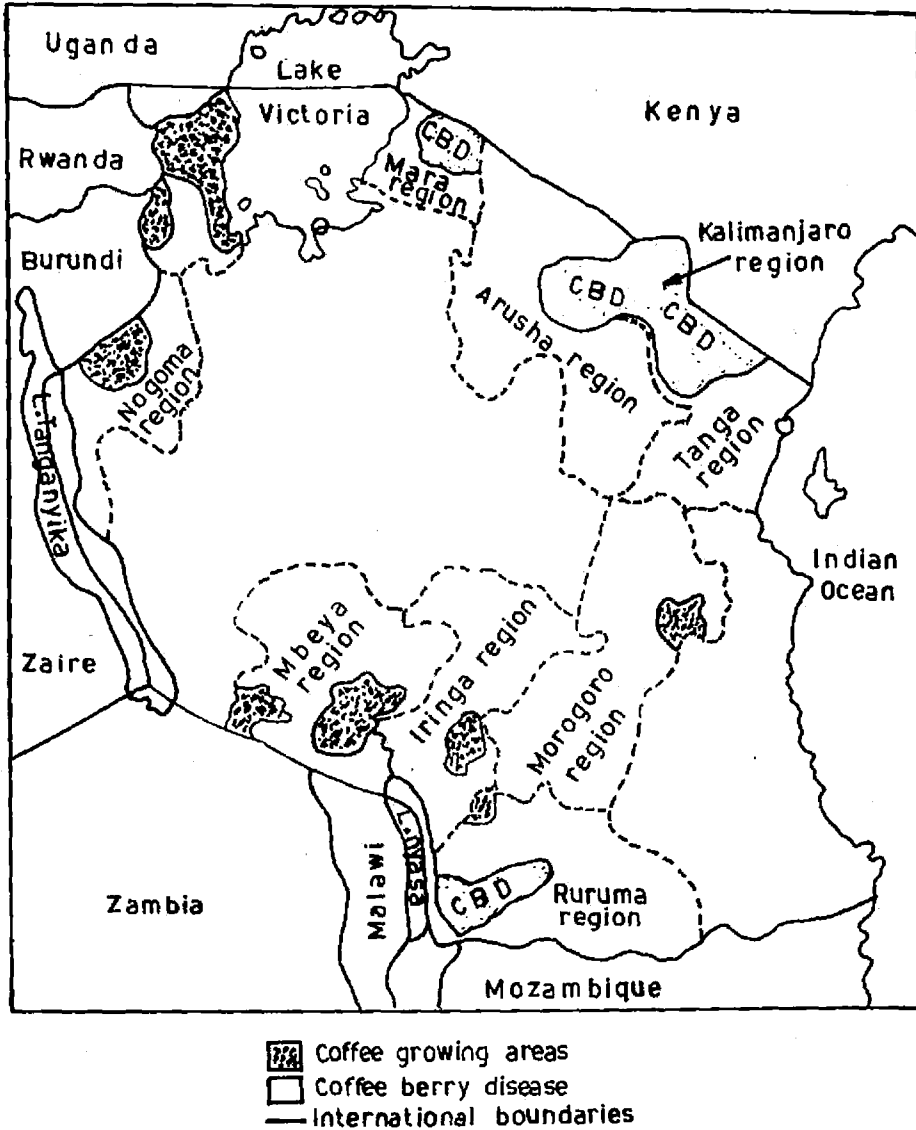 Uganda
Lake
Victoria
Kenya
Rwanda
CBD
Mara
region
Kalimanjaro
region
Burundi
CBD
CBD
Arusha region
Nogoma
region
L.Tanganyika
Tanga
region
Indian
Ocean
Zaire
Mbeya
region
Iringa region
Morogoro
region
L.Nyasa
Malawi
Zambia
CBD
Ruruma
region
Mozambique
Coffee growing areas
Coffee berry disease
International boundaries